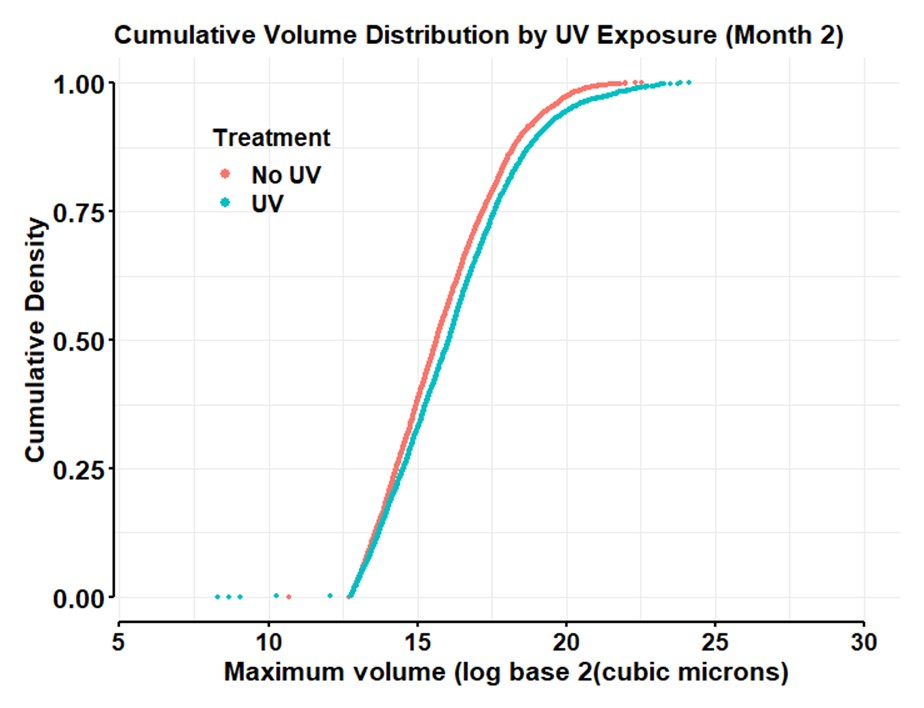 Cumulative Volume Distribution by UV Exposure (Month 2)
1.00
Treatment
No UV
UV
0.75
Cumulative Density
0.50
0.25
0.00
5 10 15 20 25 30
Maximum volume (log base 2(cubic microns)